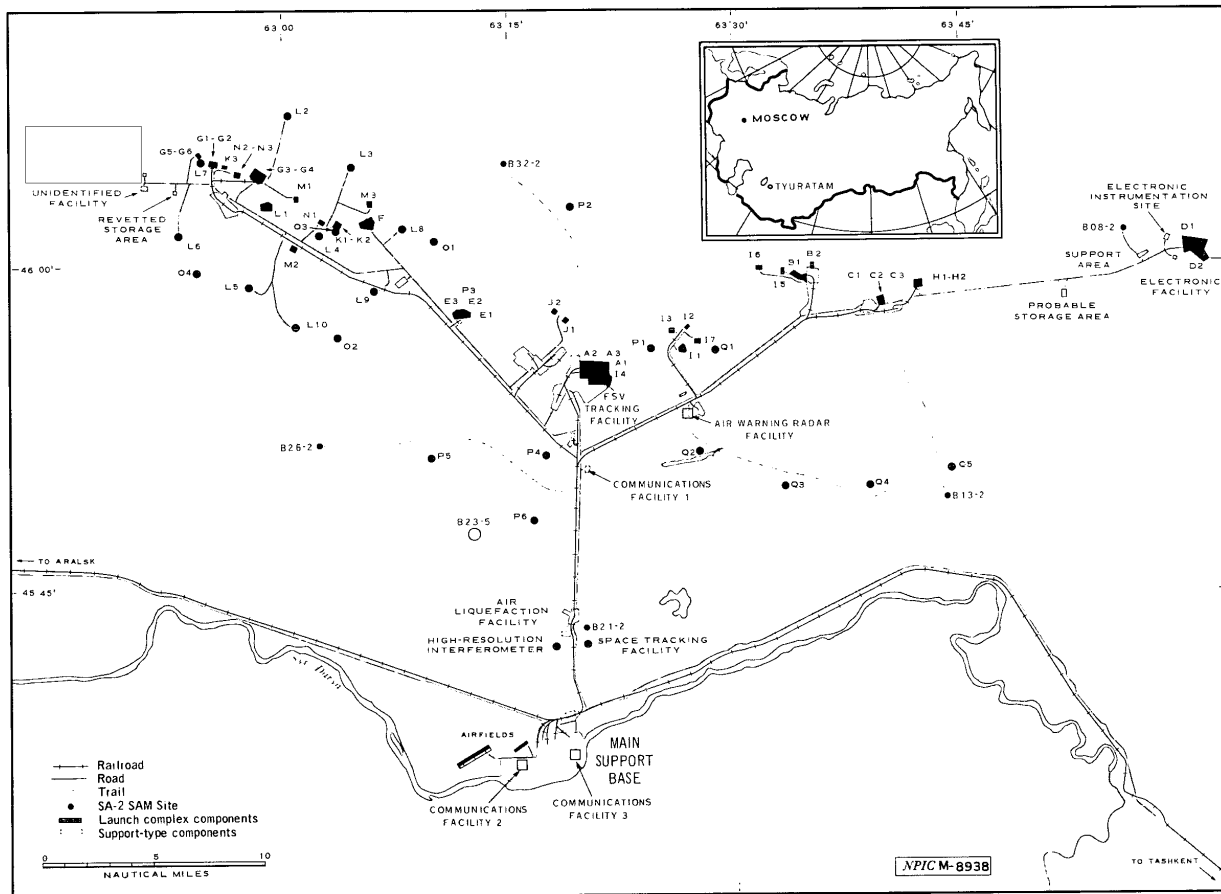 63 00
63 15'
63 30'
63 45'
MOSCOW
TYURATAM
L2
G1-G2
N2-N3
G5-G6
K3
L7
G3-G4
L3
B32-2
M1
M3
UNIDENTIFIED
FACILITY
REVETTED
STORAGE
AREA
L1
N1
F
O3
K1-K2
L4
L8
O1
P2
L6
M2
O4
L5
L9
L10
O2
46 00'
P3
E3
E2
E1
J2
J1
A2
A3
A1
I4
FSV
TRACKING
FACILITY
I6
B1
B2
I5
C1
C2
C3
H1-H2
I3
I2
I7
I1
P1
Q1
ELECTRONIC
INSTRUMENTATION
SITE
B08-2
D1
D2
SUPPORT
AREA
ELECTRONIC
FACILITY
PROBABLE
STORAGE AREA
AIR WARNING RADAR
FACILITY
B26-2
P5
P4
Q2
COMMUNICATIONS
FACILITY 1
Q3
Q4
C5
B13-2
P6
B23-5
TO ARALSK
45 45'
AIR
LIQUEFACTION
FACILITY
B21-2
HIGH-RESOLUTION
INTERFEROMETER
SPACE TRACKING
FACILITY
AIRFIELDS
MAIN
SUPPORT
BASE
COMMUNICATIONS
FACILITY 2
COMMUNICATIONS
FACILITY 3
Railroad
Road
Trail
SA-2 SAM Site
Launch complex components
Support-type components
0 5 10
NAUTICAL MILES
NPIC M-8938
TO TASHKENT